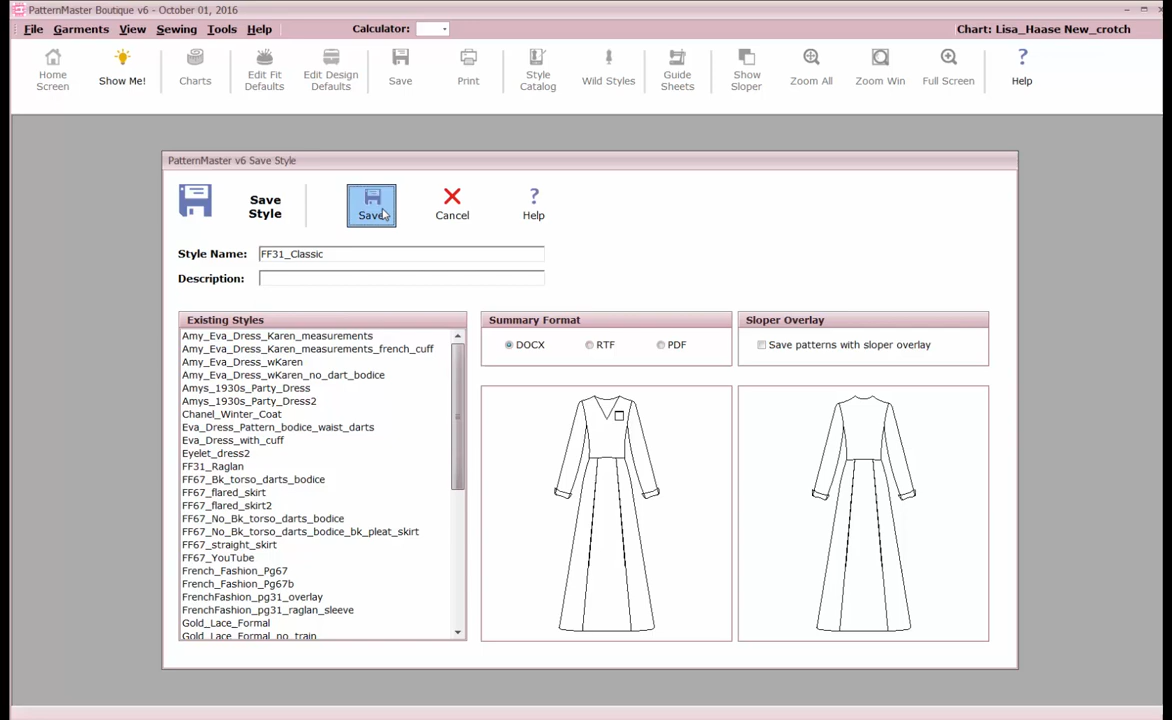 PatternMaster Boutique v6 - October 01, 2016
File Garments View Sewing Tools Help Calculator: Chart: Lisa_Haase New_crotch
Home Screen
Show Me!
Charts
Edit Fit Defaults
Edit Design Defaults
Save
Print
Style Catalog
Wild Styles
Guide Sheets
Show Sloper
Zoom All
Zoom Win
Full Screen
Help
PatternMaster v6 Save Style
Save Style
Save
Cancel
Help
Style Name: FF31_Classic
Description:
Existing Styles
Amy_Eva_Dress_Karen_measurements
Amy_Eva_Dress_Karen_measurements_french_cuff
Amy_Eva_Dress_wKaren
Amy_Eva_Dress_wKaren_no_dart_bodice
Amys_1930s_Party_Dress
Amys_1930s_Party_Dress2
Chanel_Winter_Coat
Eva_Dress_Pattern_bodice_waist_darts
Eva_Dress_with_cuff
Eyelet_dress2
FF31_Raglan
FF67_Bk_torso_darts_bodice
FF67_flared_skirt
FF67_flared_skirt2
FF67_No_Bk_torso_darts_bodice
FF67_No_Bk_torso_darts_bodice_bk_pleat_skirt
FF67_straight_skirt
FF67_YouTube
French_Fashion_Pg67
French_Fashion_Pg67b
FrenchFashion_pg31_overlay
FrenchFashion_pg31_raglan_sleeve
Gold_Lace_Formal
Gold_Lace_Formal_no_train
Summary Format
DOCX RTF PDF
Sloper Overlay
Save patterns with sloper overlay